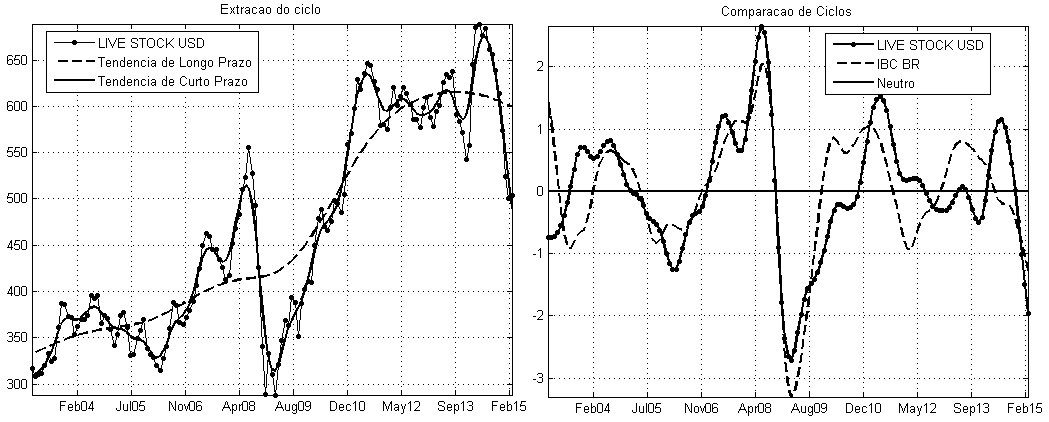 Extracao do ciclo
650
600
550
500
450
400
350
300
LIVE STOCK USD
Tendencia de Longo Prazo
Tendencia de Curto Prazo
Feb04 Jul05 Nov06 Apr08 Aug09 Dec10 May12 Sep13 Feb15
Comparacao de Ciclos
2
1
0
-1
-2
-3
LIVE STOCK USD
IBC BR
Neutro
Feb04 Jul05 Nov06 Apr08 Aug09 Dec10 May12 Sep13 Feb15